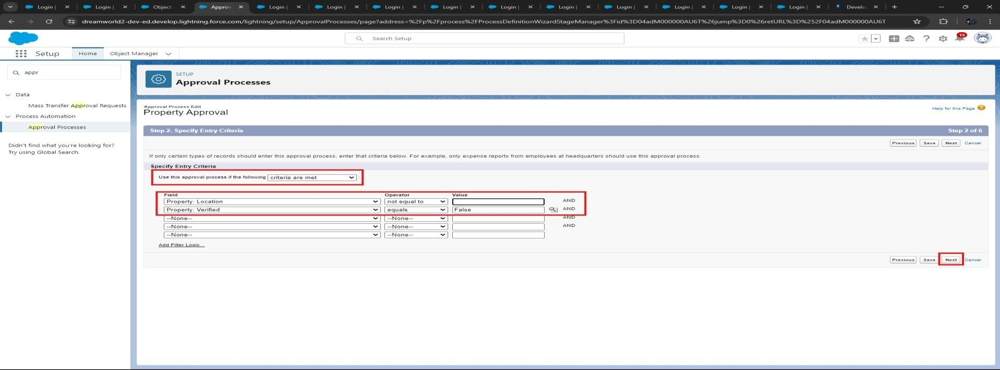 Login |
Login |
Object
Approv
Login |
Login |
Login |
Login |
Login |
Login |
Login |
Login |
Login |
Login |
Develo
dreamworld2-dev-ed.develop.lightning.force.com/lightning/setup/ApprovalProcesses/page?address=%2Fp%2Fprocess%2FProcessDefinitionWizardStageManager%3Fid%3D04adM000000AU6T%26jump%3D0%26retURL%3D%252F04adM000000AU6T
Search Setup
15
Setup
Home
Object Manager
appr
Data
Mass Transfer Approval Requests
Process Automation
Approval Processes
Didn't find what you're looking for?
Try using Global Search.
SETUP
Approval Processes
Approval Process Edit
Property Approval
Help for this Page
Step 2. Specify Entry Criteria Step 2 of 6
Previous Save Next Cancel
If only certain types of records should enter this approval process, enter that criteria below. For example, only expense reports from employees at headquarters should use this approval process.
Specify Entry Criteria
Use this approval process if the following criteria are met :
Field Operator Value
Property: Location not equal to AND
Property: Verified equals False AND
--None-- --None-- AND
--None-- --None-- AND
--None-- --None--
Add Filter Logic...
Previous Save Next Cancel